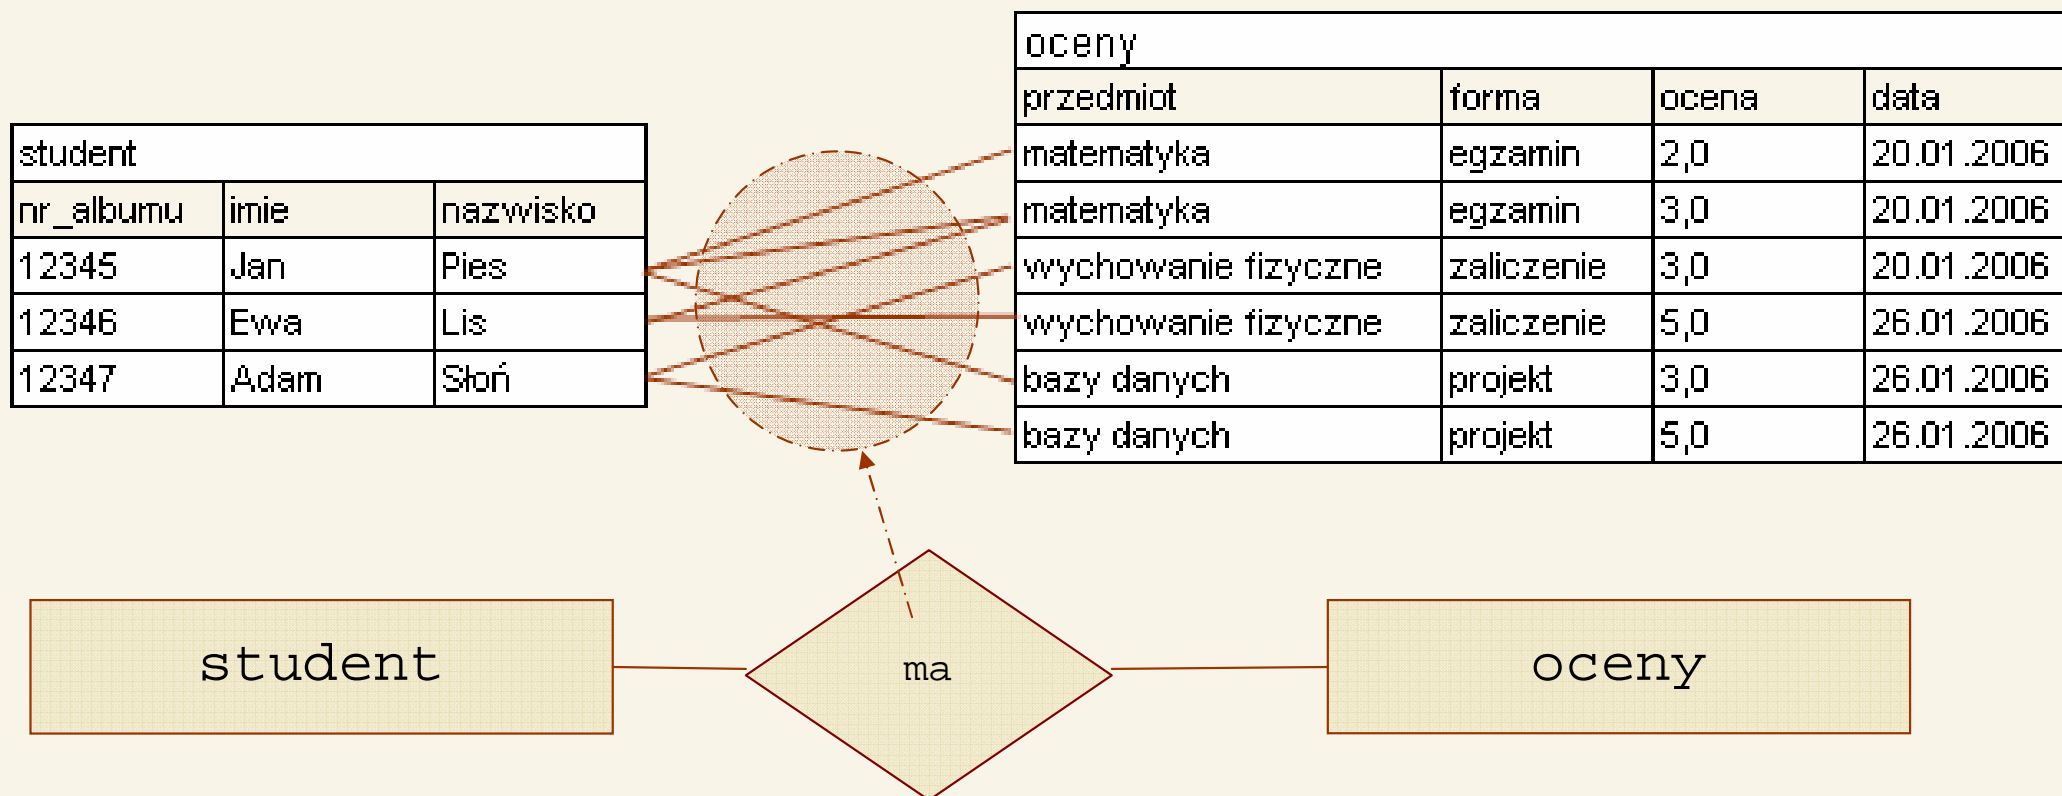 student
nr_albumu imie nazwisko
12345 Jan Pies
12346 Ewa Lis
12347 Adam Słoń
oceny
przedmiot forma ocena data
matematyka egzamin 2,0 20.01.2006
matematyka egzamin 3,0 20.01.2006
wychowanie fizyczne zaliczenie 3,0 20.01.2006
wychowanie fizyczne zaliczenie 5,0 26.01.2006
bazy danych projekt 3,0 26.01.2006
bazy danych projekt 5,0 26.01.2006
student
ma
oceny